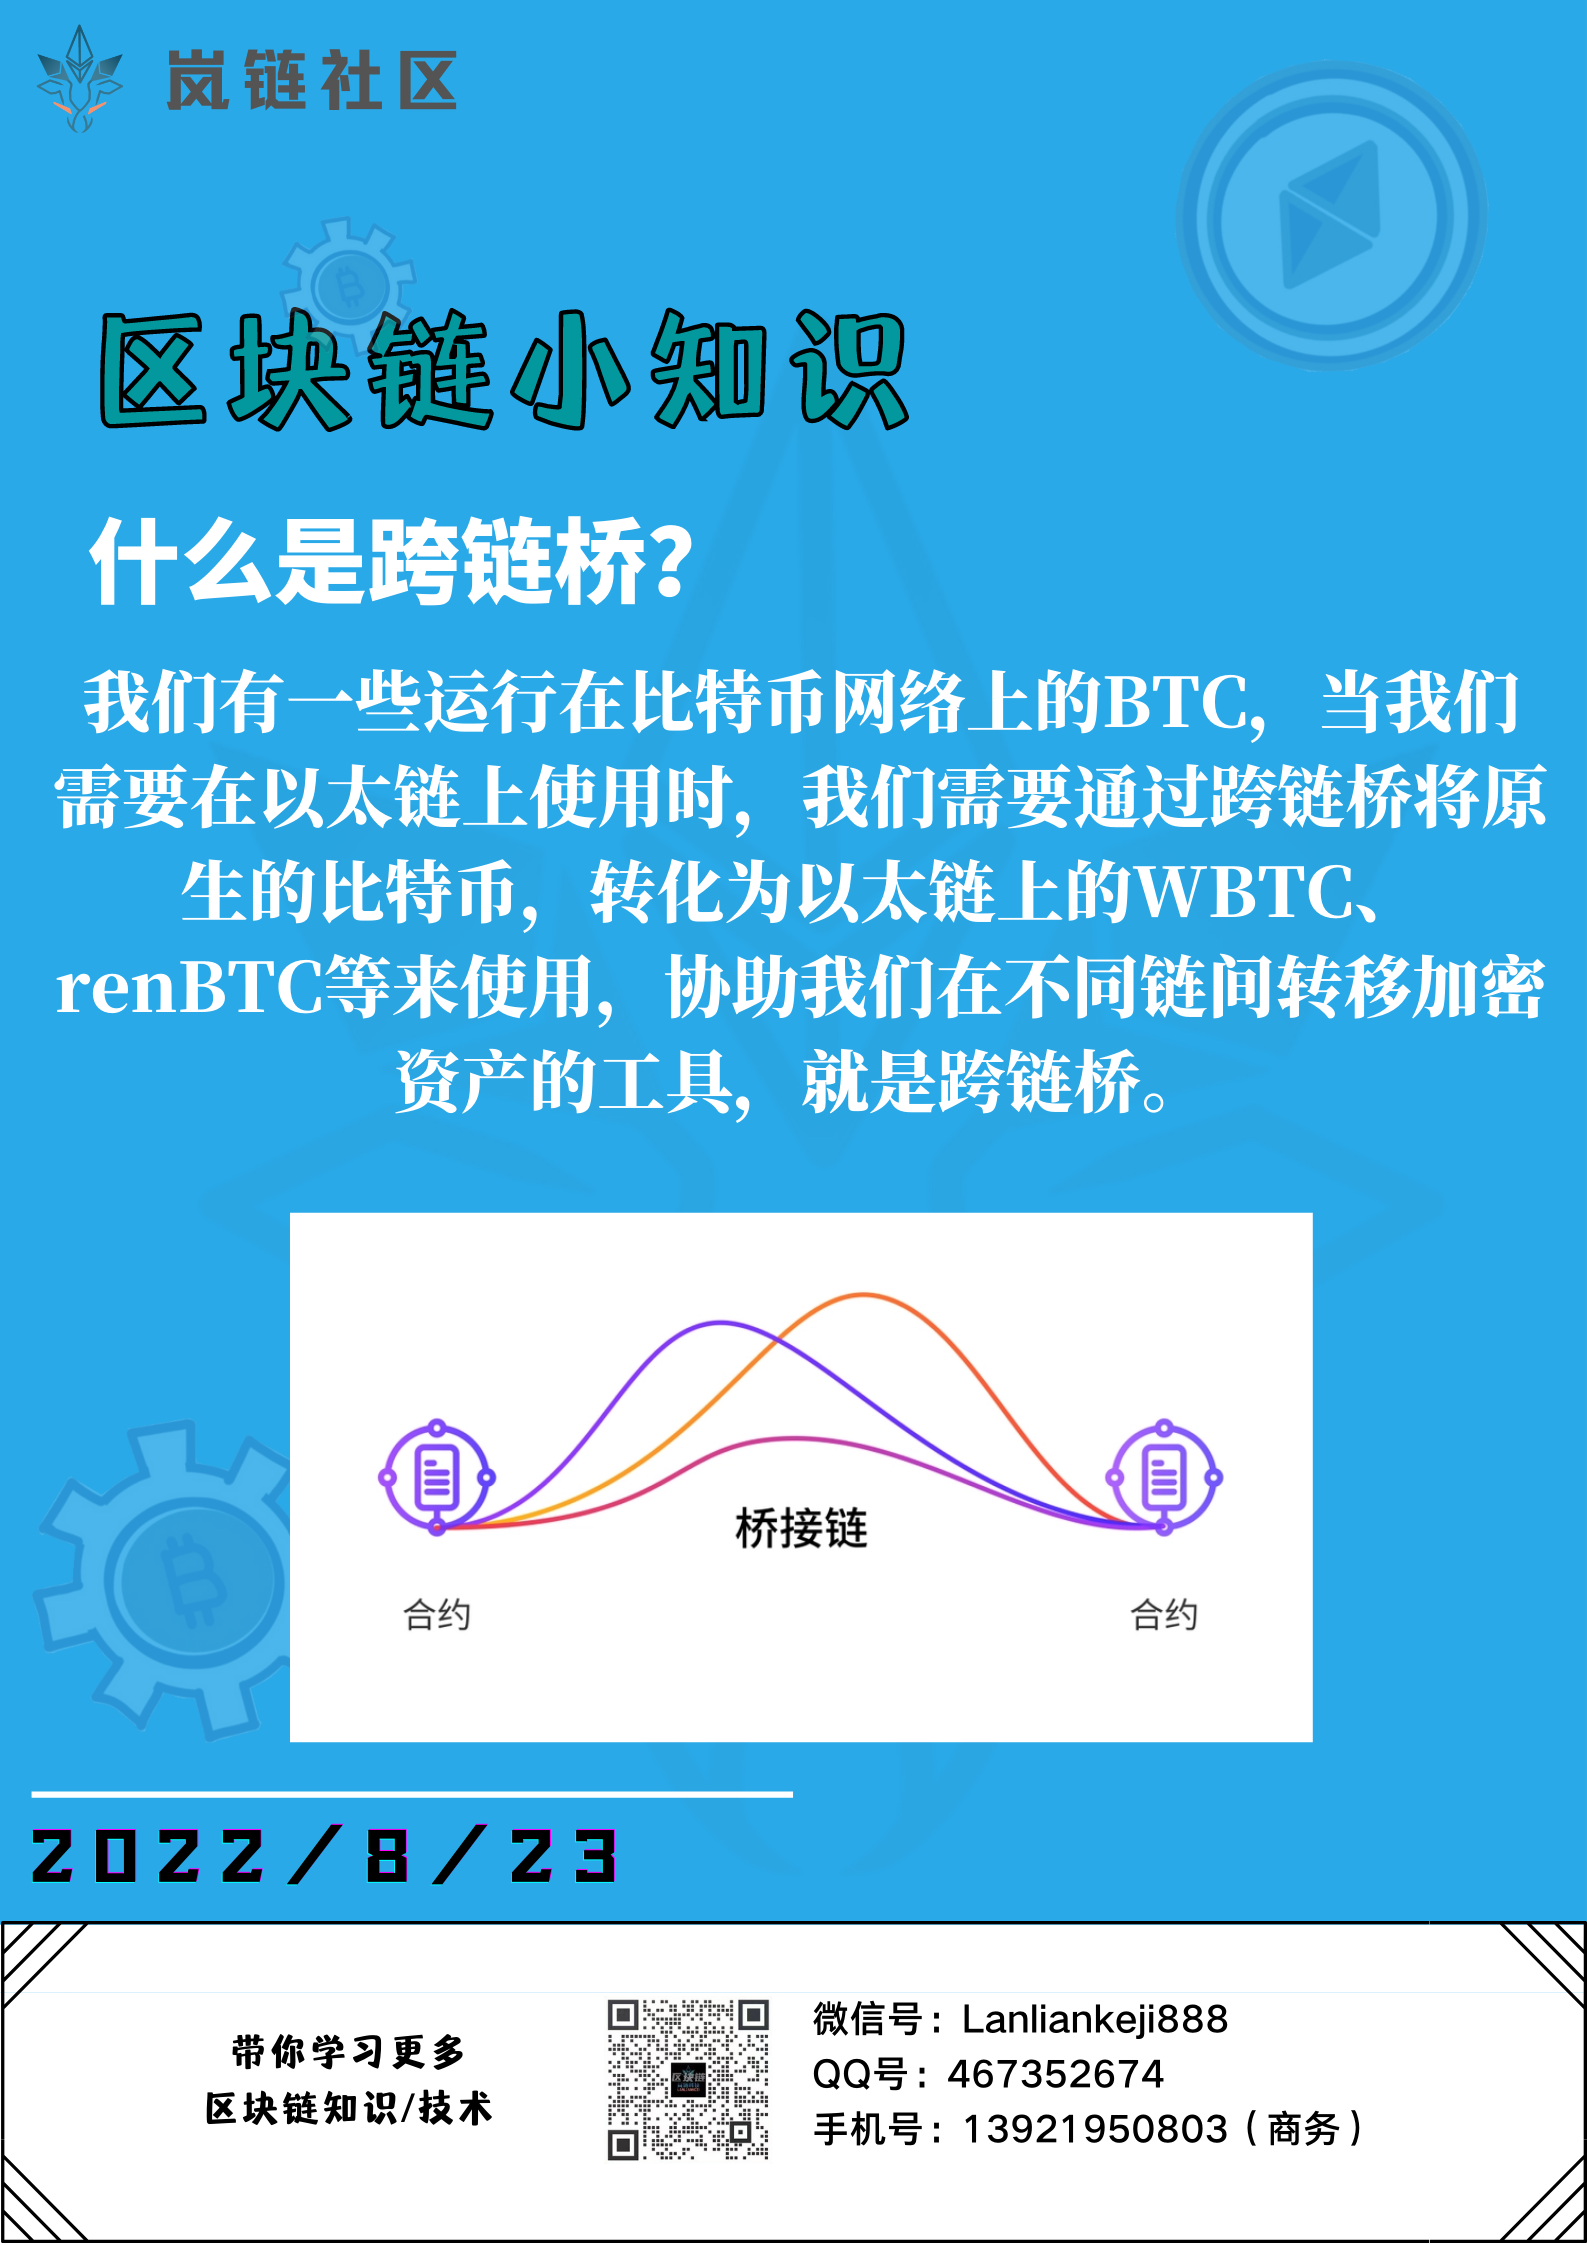 岚链社区
区块链小知识
什么是跨链桥？
我们有一些运行在比特币网络上的BTC，当我们
需要在以太链上使用时，我们需要通过跨链桥将原
生的比特币，转化为以太链上的WBTC、
renBTC等来使用，协助我们在不同链间转移加密
资产的工具，就是跨链桥。
桥接链
合约
合约
2022/8/23
带你学习更多
区块链知识/技术
区块链
微信号：Lanliankeji888
QQ号：467352674
手机号：13921950803（商务）